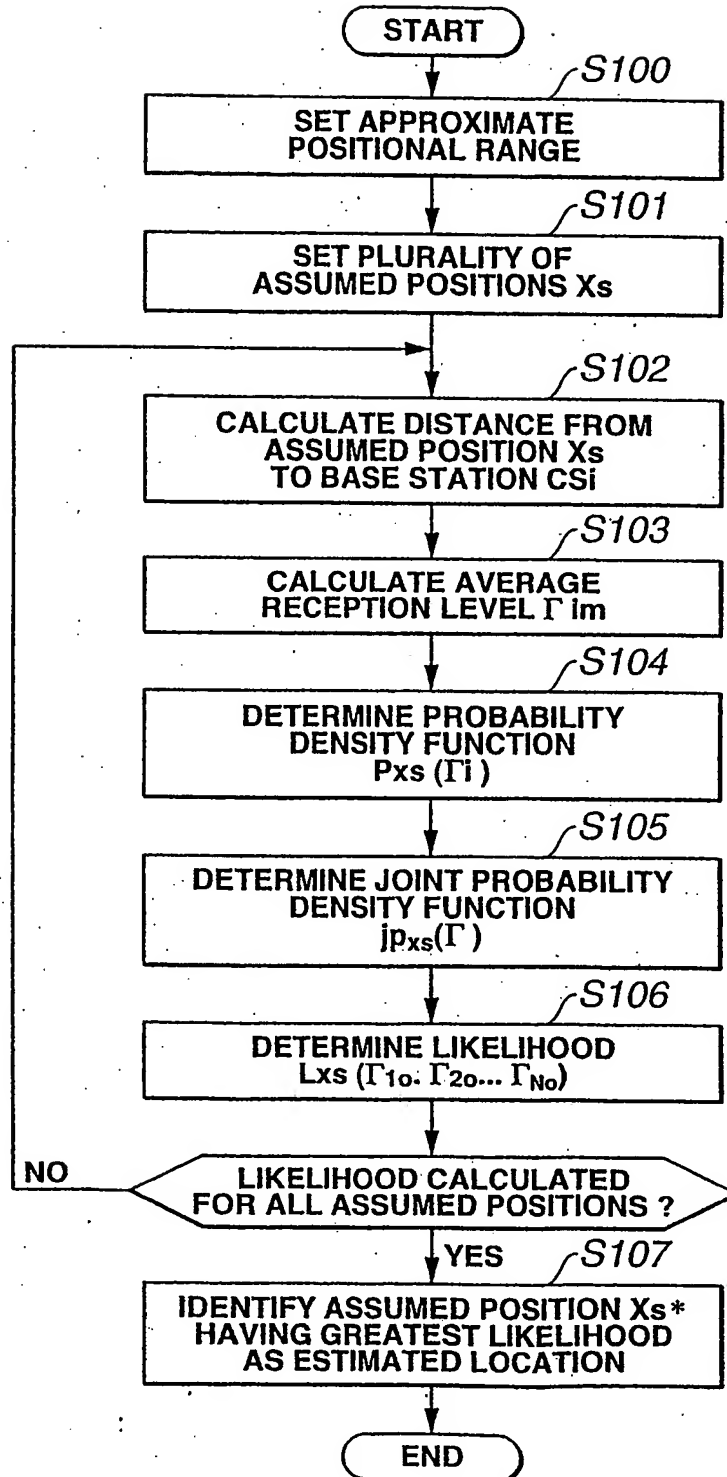 START
S100
SET APPROXIMATE
POSITIONAL RANGE
S101
SET PLURALITY OF
ASSUMED POSITIONS Xs
S102
CALCULATE DISTANCE FROM
ASSUMED POSITION Xs
TO BASE STATION CSi
S103
CALCULATE AVERAGE
RECEPTION LEVEL Γ im
S104
DETERMINE PROBABILITY
DENSITY FUNCTION
Pxs (Γi )
S105
DETERMINE JOINT PROBABILITY
DENSITY FUNCTION
jpxs(Γ )
S106
DETERMINE LIKELIHOOD
Lxs (Γ1o. Γ2o... ΓNo)
NO
LIKELIHOOD CALCULATED
FOR ALL ASSUMED POSITIONS ?
YES
S107
IDENTIFY ASSUMED POSITION Xs*
HAVING GREATEST LIKELIHOOD
AS ESTIMATED LOCATION
END